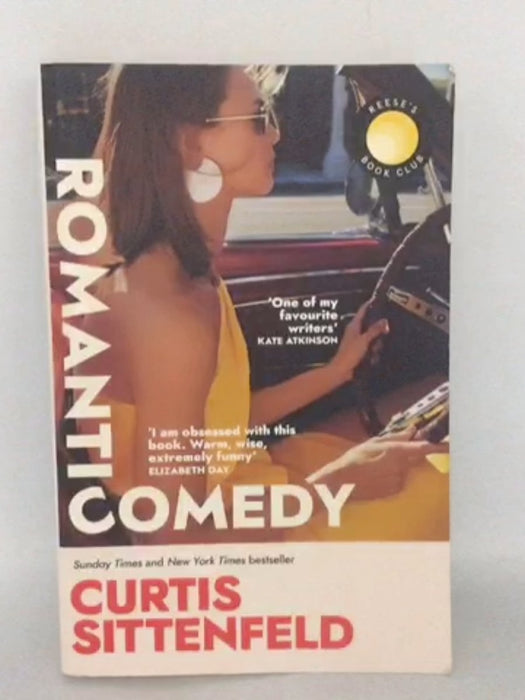 REESE'S
BOOK CLUB
ROMANTIC
COMEDY
'One of my
favourite
writers'
KATE ATKINSON
'I am obsessed with this
book. Warm, wise,
extremely funny'
ELIZABETH DAY
Sunday Times and New York Times bestseller
CURTIS
SITTENFELD